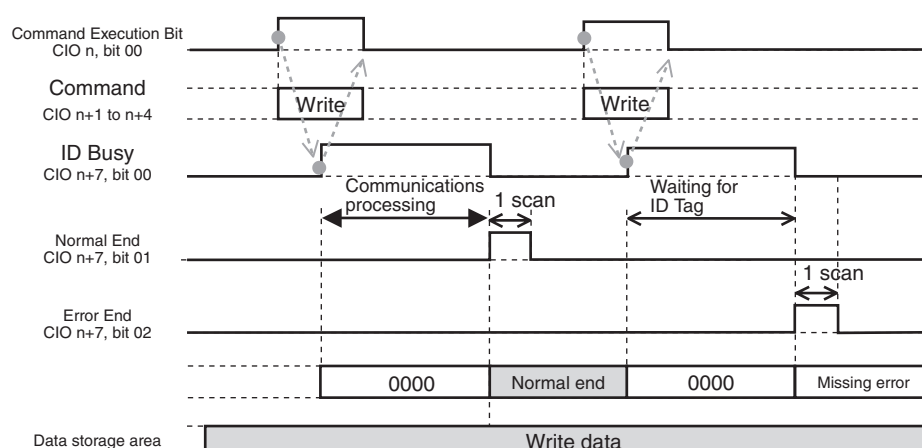 Command Execution Bit
CIO n, bit 00
Command
CIO n+1 to n+4
Write
Write
ID Busy
CIO n+7, bit 00
Communications
processing
1 scan
Waiting for
ID Tag
Normal End
CIO n+7, bit 01
1 scan
Error End
CIO n+7, bit 02
0000
Normal end
0000
Missing error
Data storage area
Write data